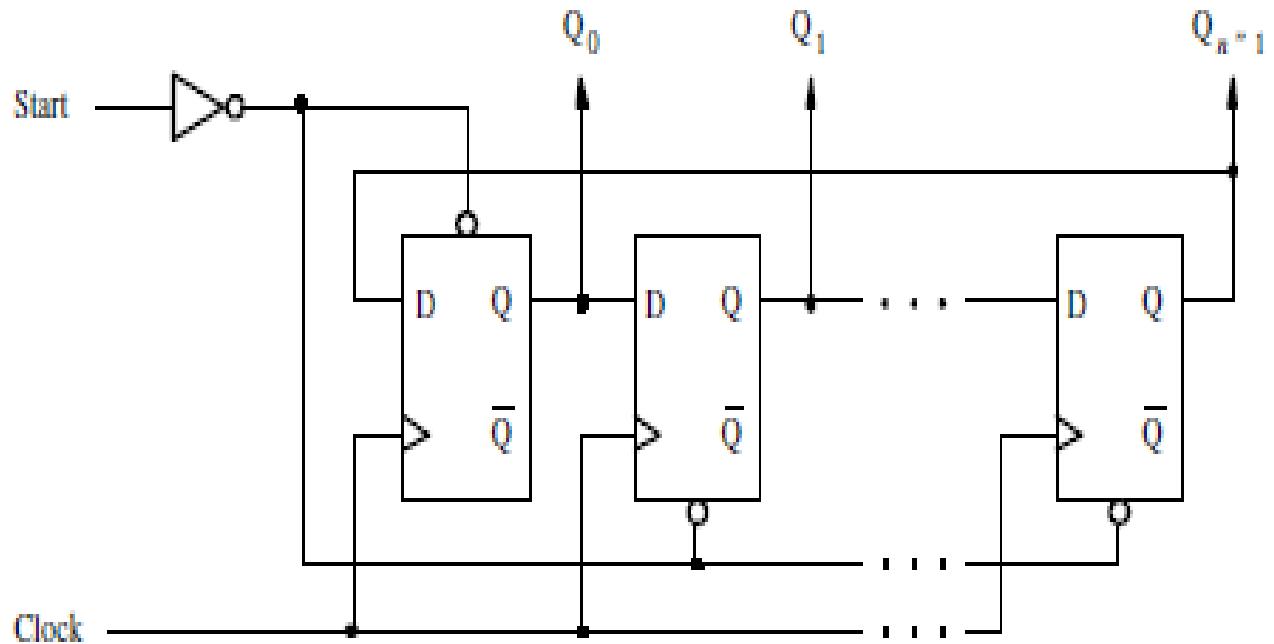 Q0 Q1 Qn - 1
Start
D Q D Q . . . D Q
Q̅ Q̅ Q̅
. . .
Clock . . .